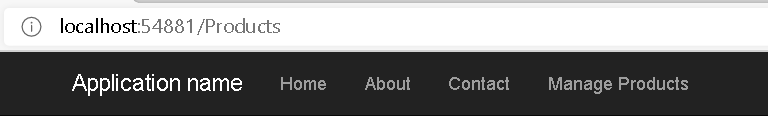 localhost:54881/Products
Application name Home About Contact Manage Products